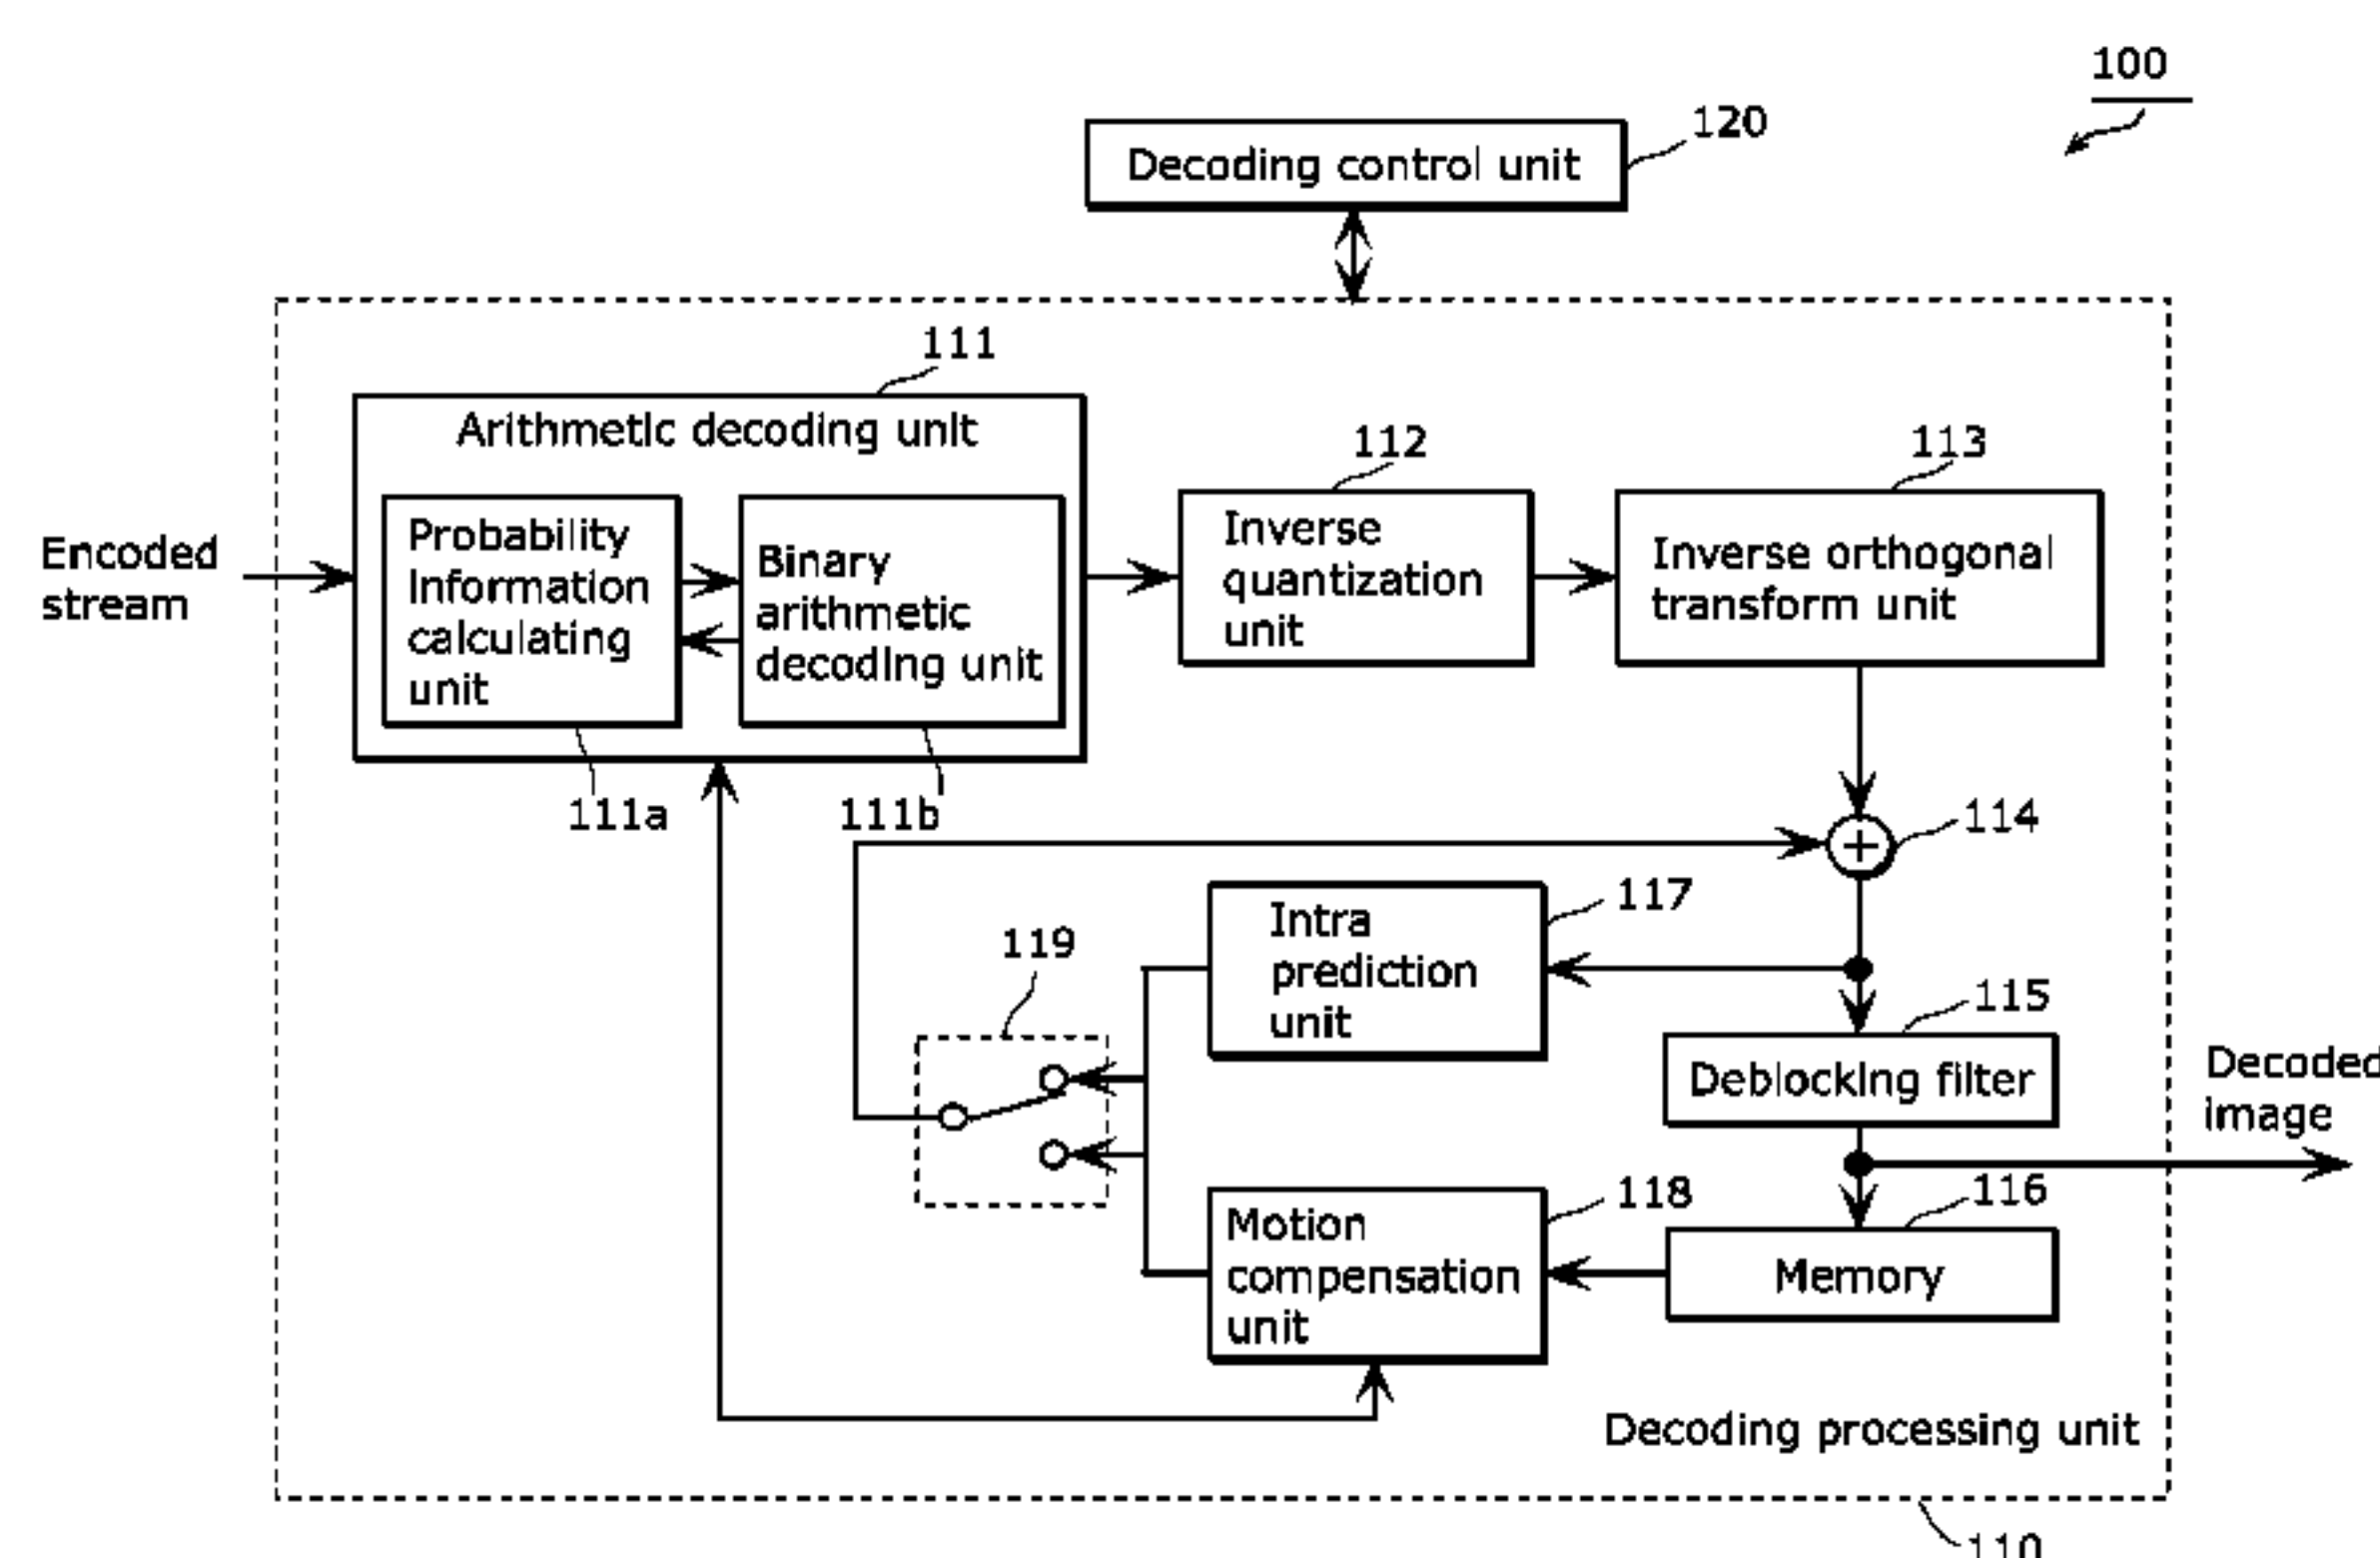 100
120
Decoding control unit
111
Arithmetic decoding unit
112
113
Encoded
stream
Probability
Information
calculating
unit
Binary
arithmetic
decoding unit
Inverse
quantization
unit
Inverse orthogonal
transform unit
111a
111b
114
117
Intra
prediction
unit
119
115
Deblocking filter
Decoded
image
118
116
Motion
compensation
unit
Memory
Decoding processing unit
110